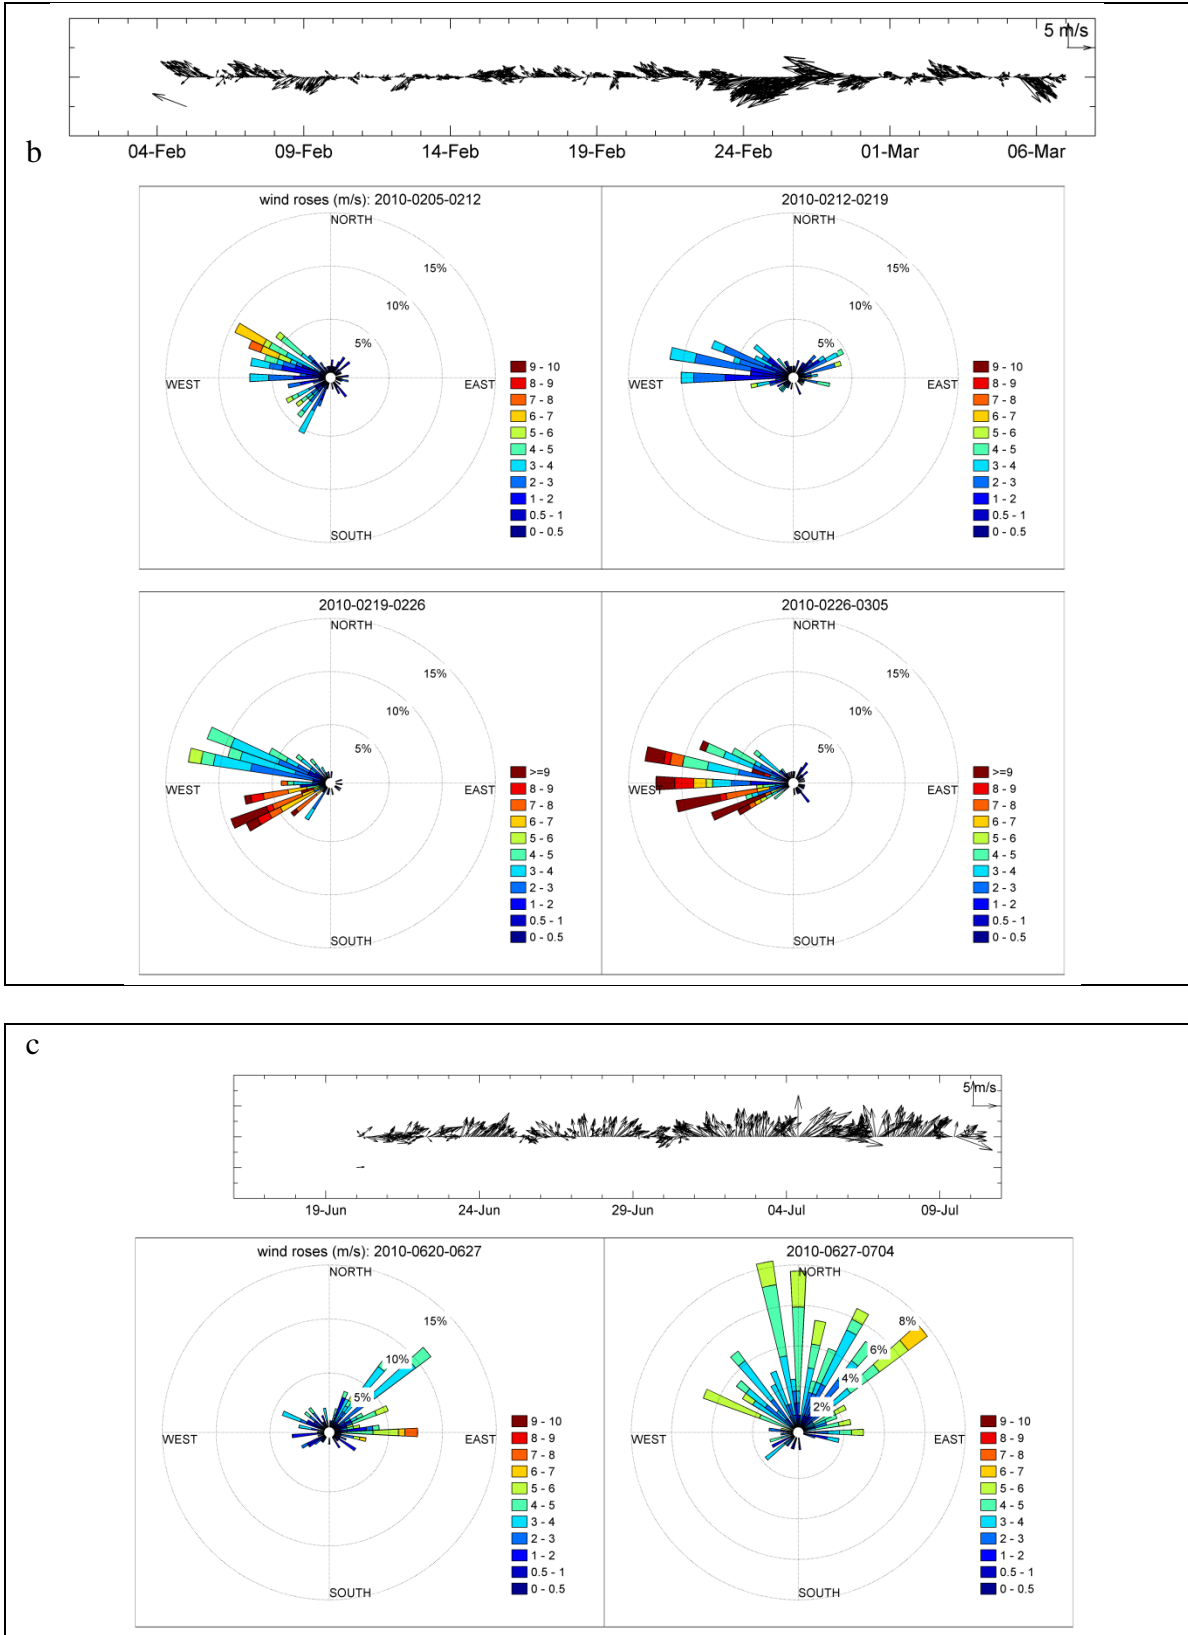 5 m/s
04-Feb 09-Feb 14-Feb 19-Feb 24-Feb 01-Mar 06-Mar
b
wind roses (m/s): 2010-0205-0212
NORTH
15%
10%
5%
WEST
EAST
SOUTH
9 - 10
8 - 9
7 - 8
6 - 7
5 - 6
4 - 5
3 - 4
2 - 3
1 - 2
0.5 - 1
0 - 0.5
2010-0212-0219
NORTH
15%
10%
5%
WEST
EAST
SOUTH
9 - 10
8 - 9
7 - 8
6 - 7
5 - 6
4 - 5
3 - 4
2 - 3
1 - 2
0.5 - 1
0 - 0.5
2010-0219-0226
NORTH
15%
10%
5%
WEST
EAST
SOUTH
>=9
8 - 9
7 - 8
6 - 7
5 - 6
4 - 5
3 - 4
2 - 3
1 - 2
0.5 - 1
0 - 0.5
2010-0226-0305
NORTH
15%
10%
5%
WEST
EAST
SOUTH
>=9
8 - 9
7 - 8
6 - 7
5 - 6
4 - 5
3 - 4
2 - 3
1 - 2
0.5 - 1
0 - 0.5
c
5 m/s
19-Jun 24-Jun 29-Jun 04-Jul 09-Jul
wind roses (m/s): 2010-0620-0627
NORTH
15%
10%
5%
WEST
EAST
SOUTH
9 - 10
8 - 9
7 - 8
6 - 7
5 - 6
4 - 5
3 - 4
2 - 3
1 - 2
0.5 - 1
0 - 0.5
2010-0627-0704
NORTH
8%
6%
4%
2%
WEST
EAST
SOUTH
9 - 10
8 - 9
7 - 8
6 - 7
5 - 6
4 - 5
3 - 4
2 - 3
1 - 2
0.5 - 1
0 - 0.5